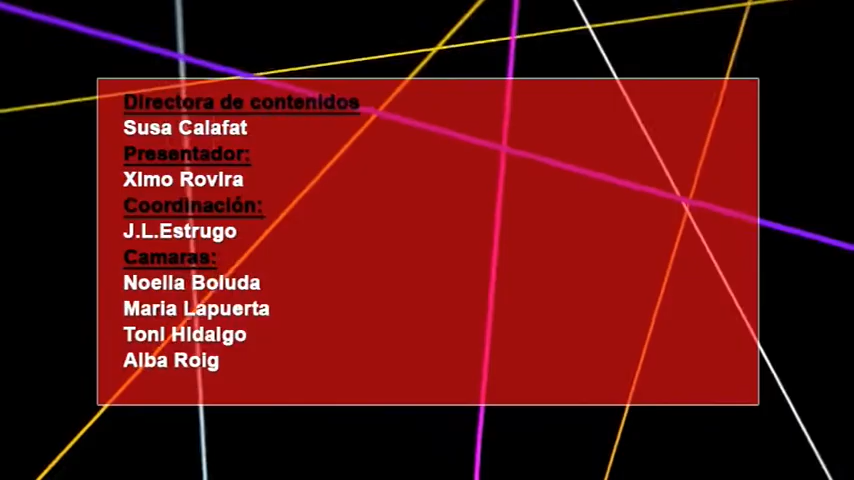 Directora de contenidos
Susa Calafat
Presentador:
Ximo Rovira
Coordinación:
J.L.Estrugo
Camaras:
Noelia Boluda
Maria Lapuerta
Toni Hidalgo
Alba Roig